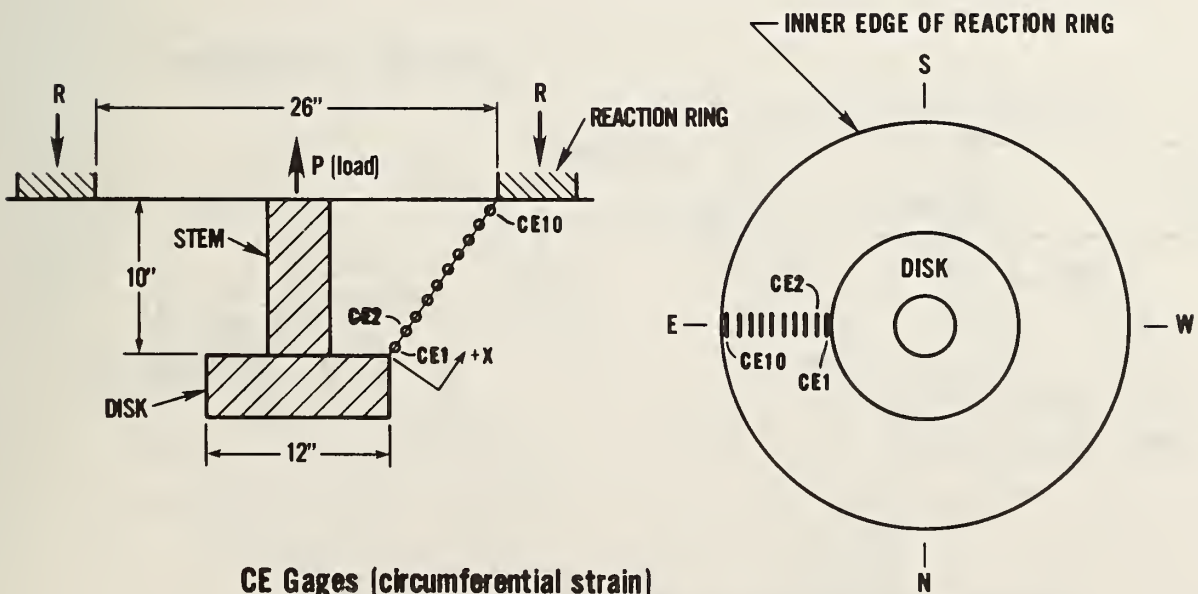 R
26"
R
REACTION RING
P (load)
CE10
STEM
10"
CE2
CE1
+X
DISK
12"
INNER EDGE OF REACTION RING
S
DISK
CE2
E
W
CE10
CE1
N
CE Gages (circumferential strain)